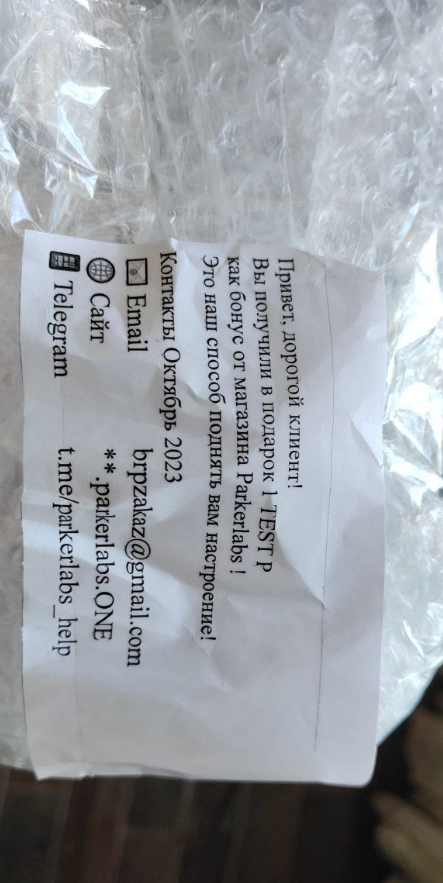 Привет, дорогой клиент!
Вы получили в подарок 1 TEST P
как бонус от магазина Parkerlabs !
Это наш способ поднять вам настроение!
Контакты Октябрь 2023
Email brpzakaz@gmail.com
Сайт **.parkerlabs.ONE
Telegram t.me/parkerlabs_help